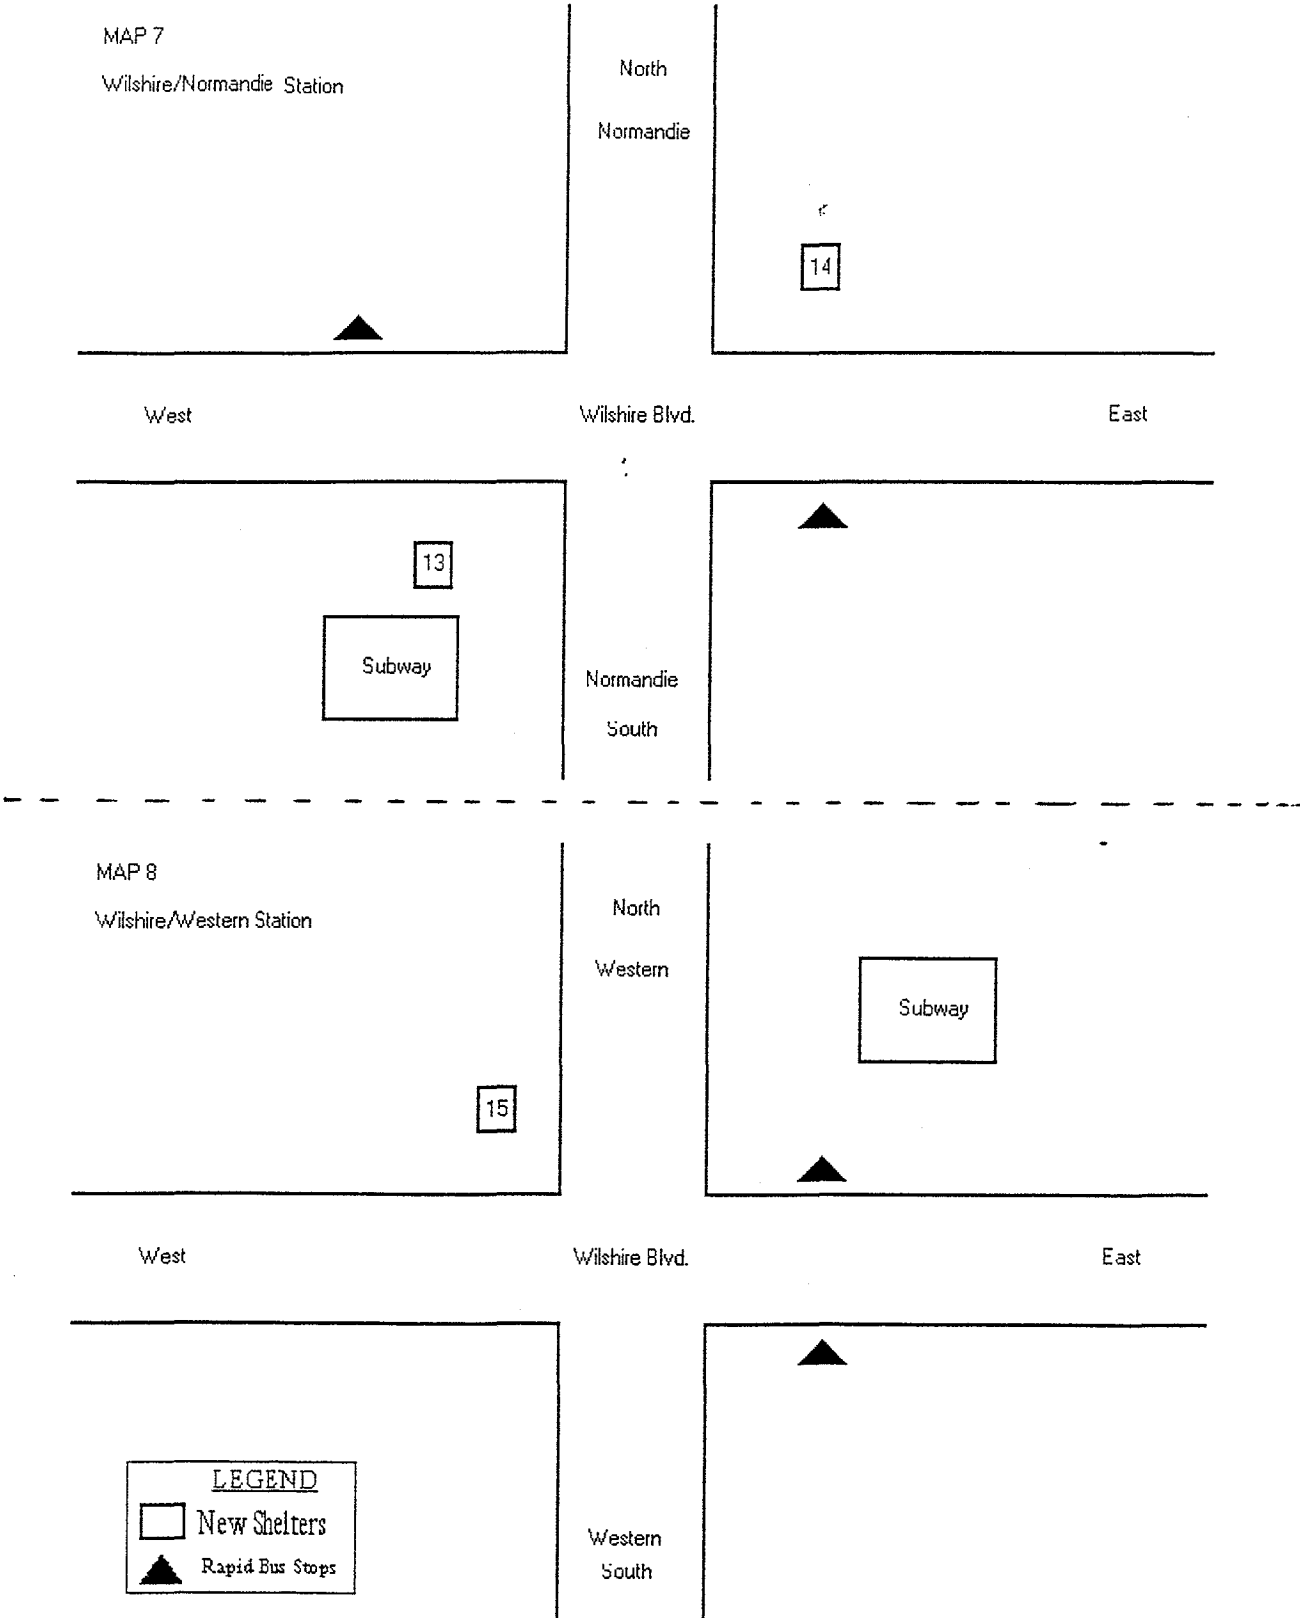 MAP 7
Wilshire/Normandie Station
North
Normandie
14
West
Wilshire Blvd.
East
13
Subway
Normandie
South
MAP 8
Wilshire/Western Station
North
Western
Subway
15
West
Wilshire Blvd.
East
LEGEND
New Shelters
Rapid Bus Stops
Western
South